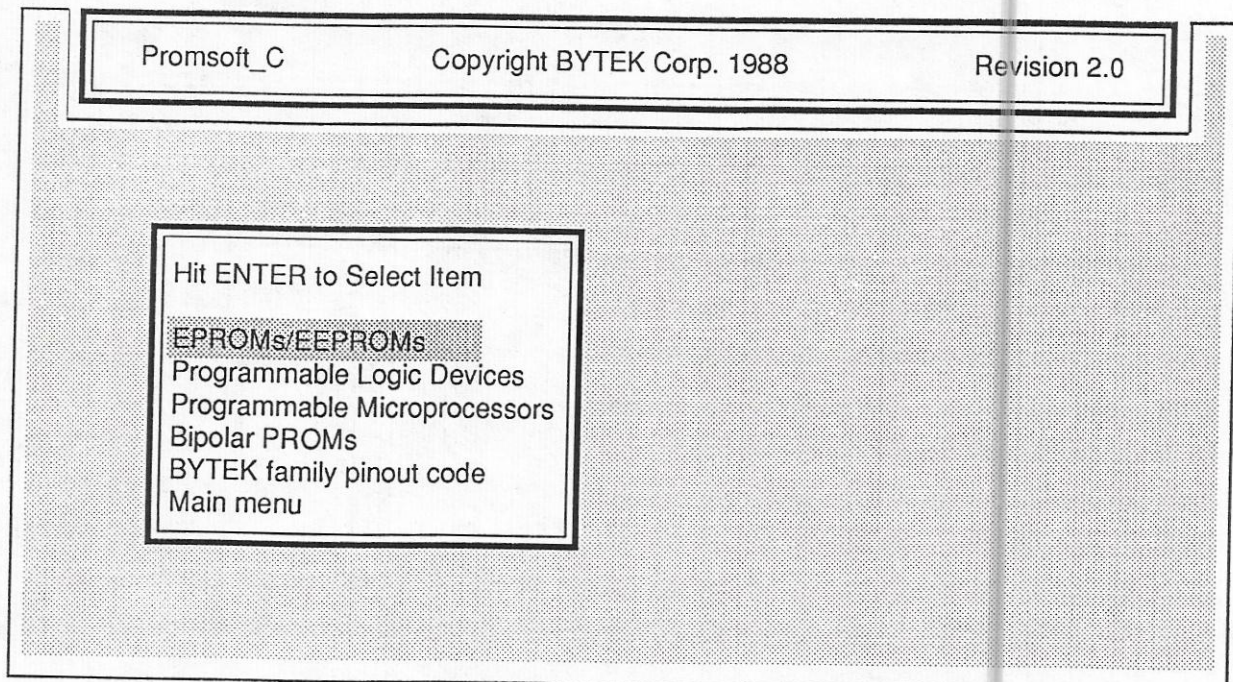 Promsoft_C Copyright BYTEK Corp. 1988 Revision 2.0
Hit ENTER to Select Item
EPROMs/EEPROMs
Programmable Logic Devices
Programmable Microprocessors
Bipolar PROMs
BYTEK family pinout code
Main menu